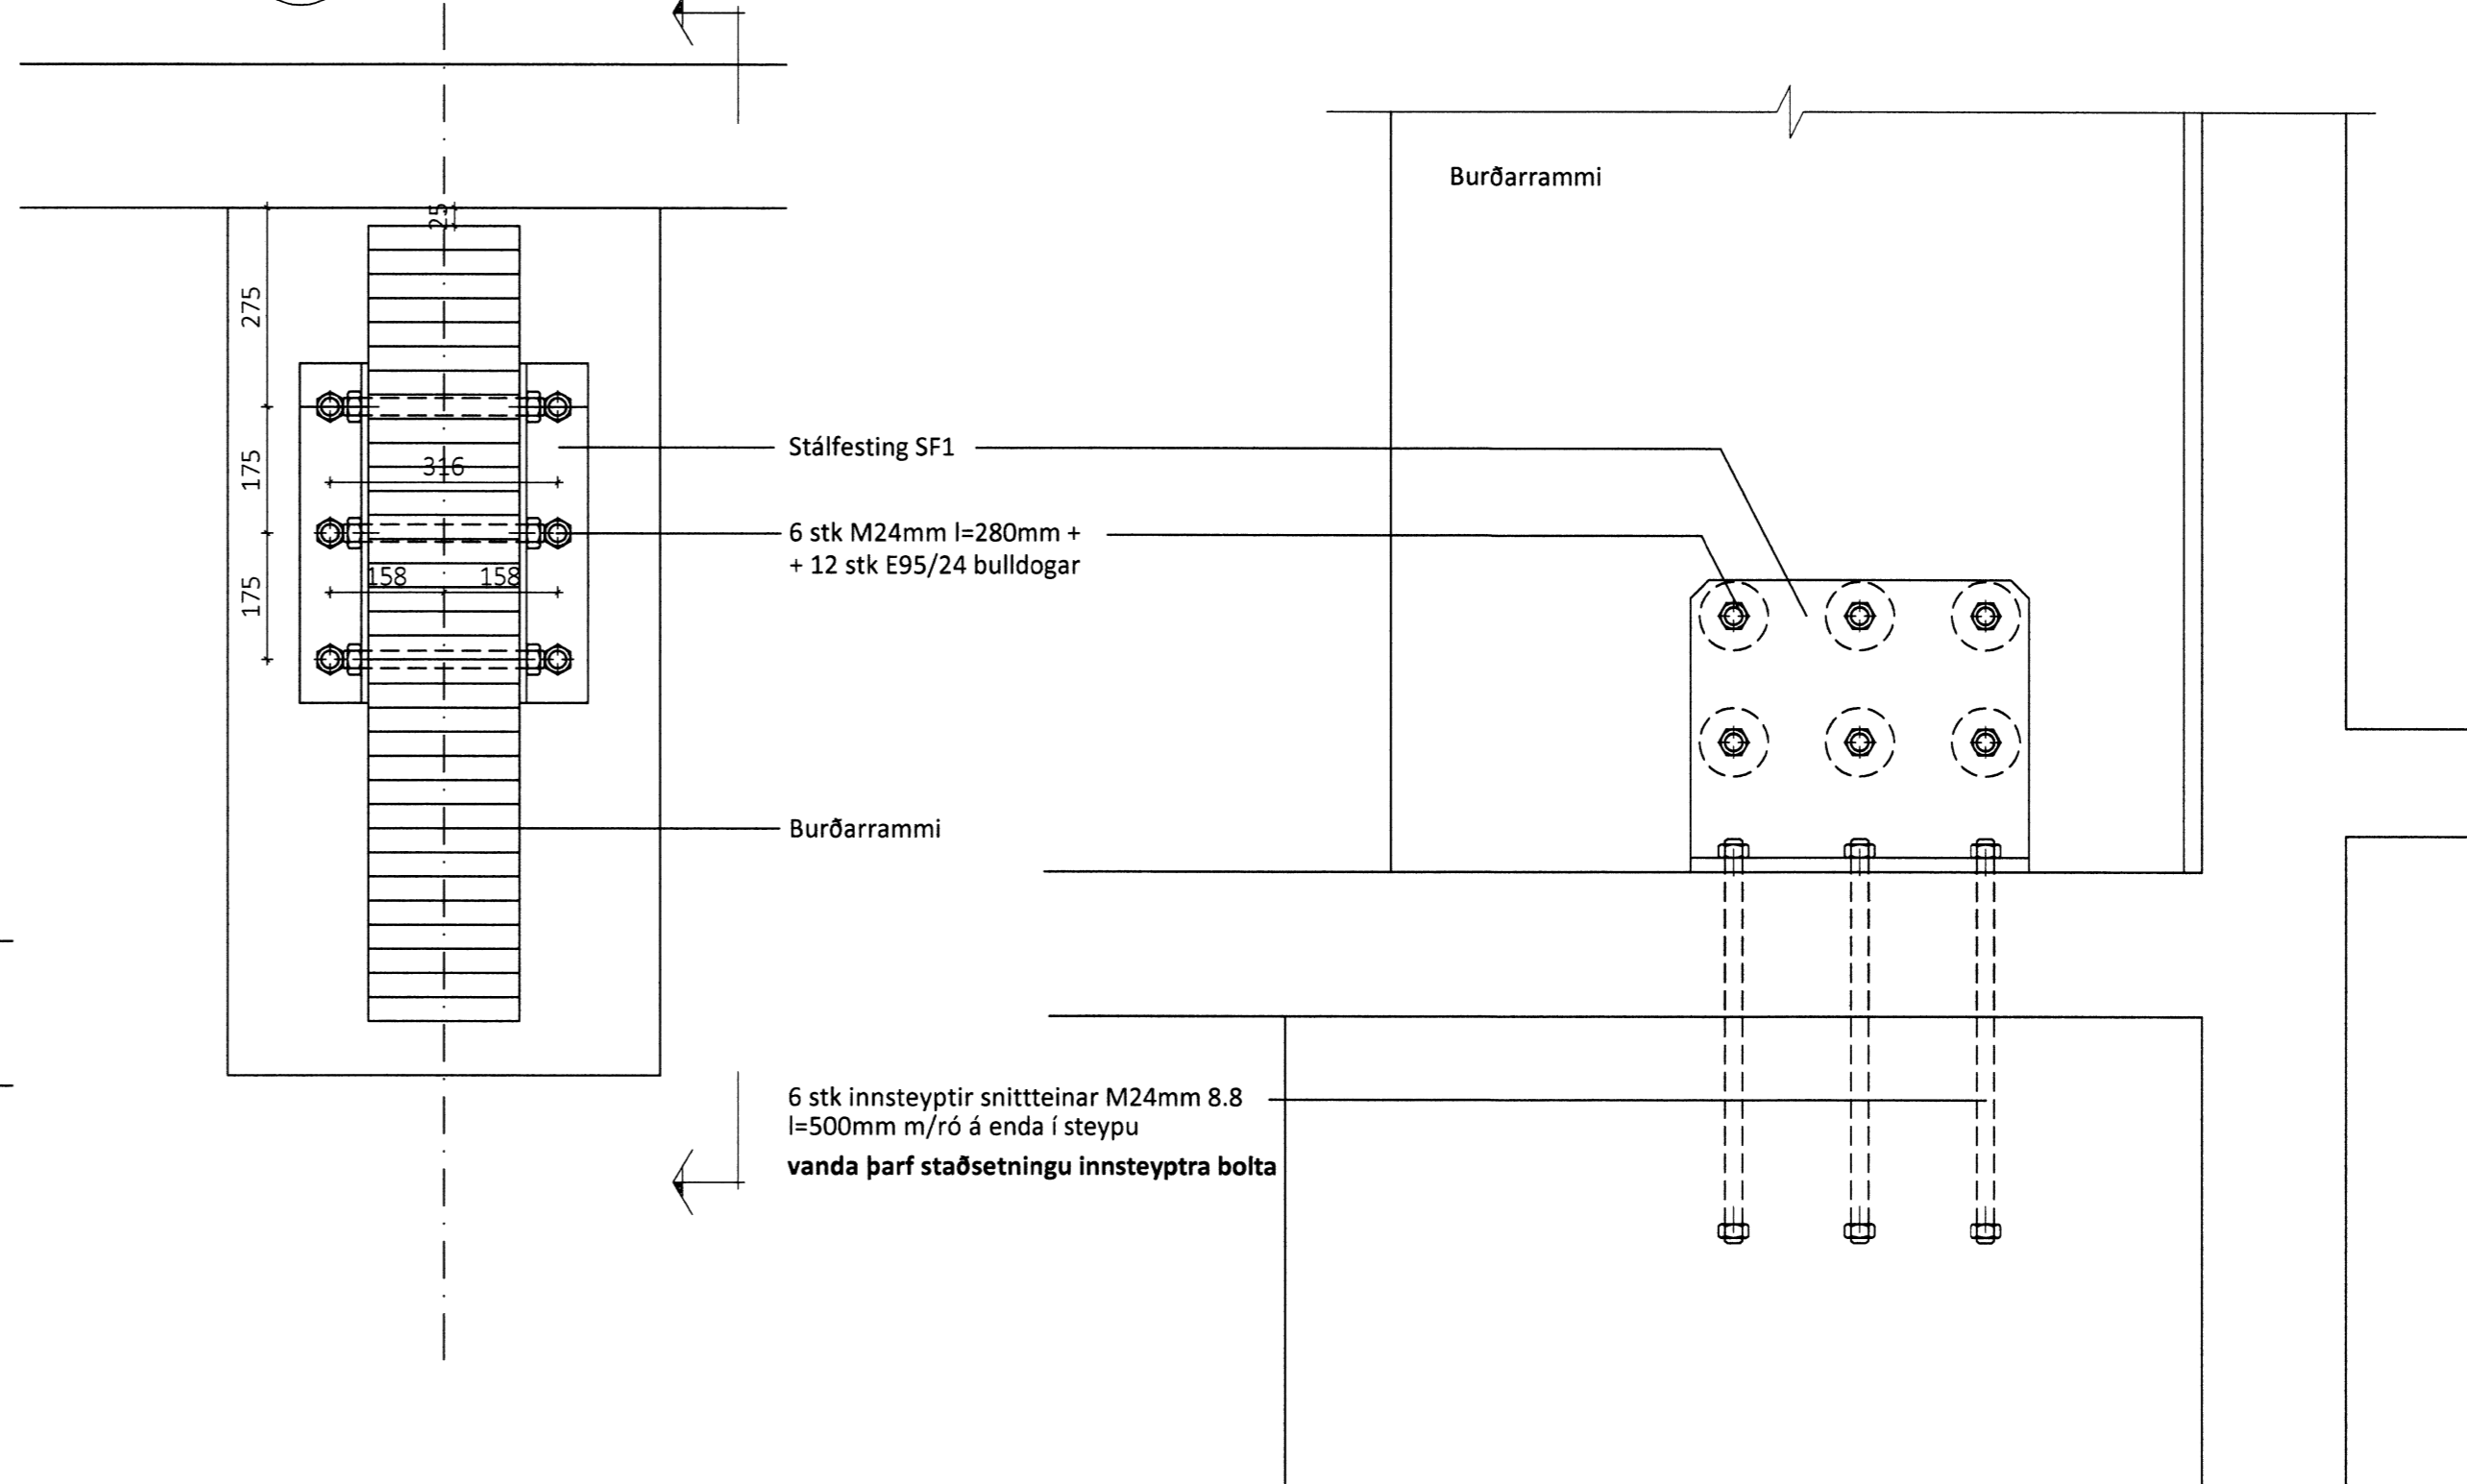 25
275
175
175
316
158 158
Burðarrammi
Stálfesting SF1
6 stk M24mm l=280mm +
+ 12 stk E95/24 bulldogar
Burðarrammi
6 stk innsteyptir snittteinar M24mm 8.8
l=500mm m/ró á enda í steypu
vanda þarf staðsetningu innsteyptra bolta